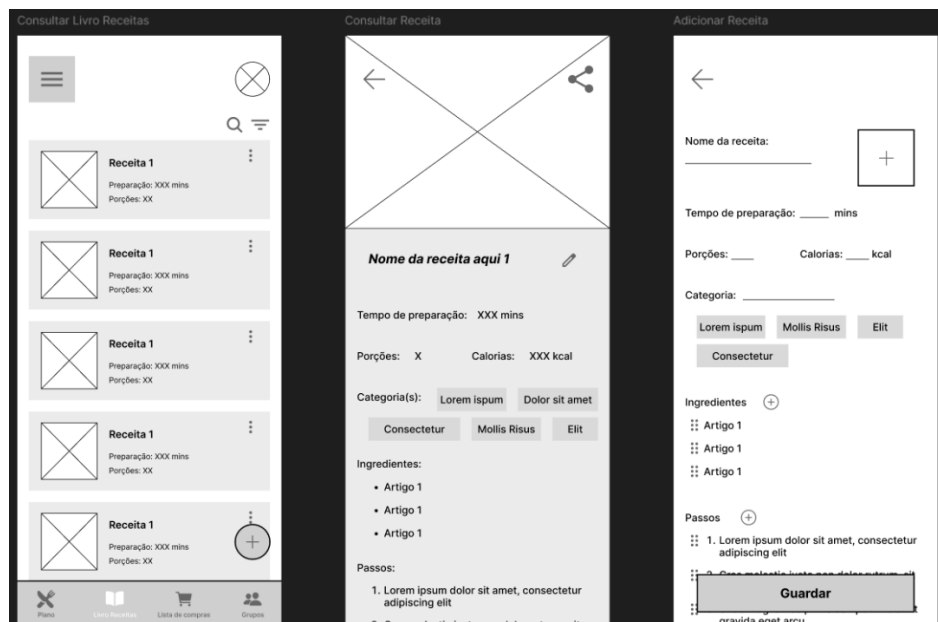 Consultar Livro Receitas
Receita 1
Preparação: XXX mins
Porções: XX
Receita 1
Preparação: XXX mins
Porções: XX
Receita 1
Preparação: XXX mins
Porções: XX
Receita 1
Preparação: XXX mins
Porções: XX
Receita 1
Preparação: XXX mins
Porções: XX
Plano Livro Receitas Lista de compras Grupos
Consultar Receita
Nome da receita aqui 1
Tempo de preparação: XXX mins
Porções: X Calorias: XXX kcal
Categoria(s): Lorem ispum Dolor sit amet
Consectetur Mollis Risus Elit
Ingredientes:
• Artigo 1
• Artigo 1
• Artigo 1
Passos:
1. Lorem ipsum dolor sit amet, consectetur
adipiscing elit
Adicionar Receita
Nome da receita:
+
Tempo de preparação: ____ mins
Porções: ____ Calorias: ____ kcal
Categoria: ____
Lorem ispum Mollis Risus Elit
Consectetur
Ingredientes +
Artigo 1
Artigo 1
Artigo 1
Passos +
1. Lorem ipsum dolor sit amet, consectetur
adipiscing elit
Guardar
gravida eget arcu